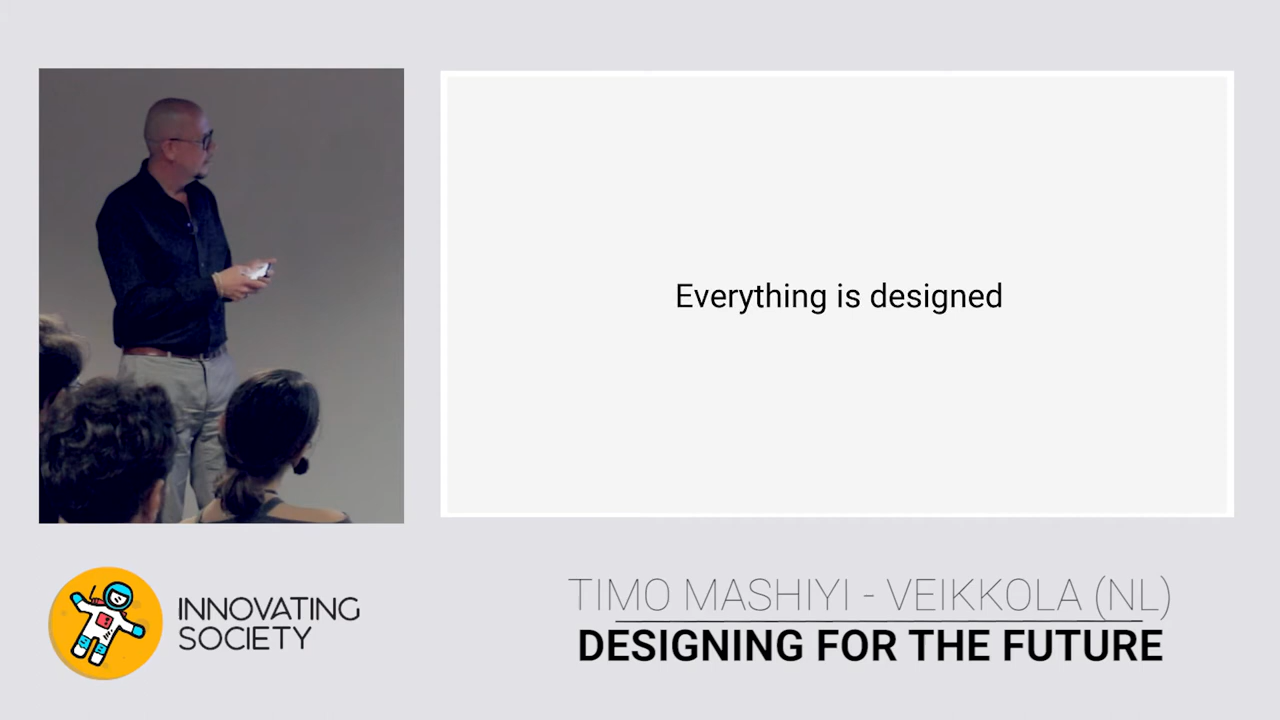 Everything is designed
INNOVATING
SOCIETY
TIMO MASHIYI - VEIKKOLA (NL)
DESIGNING FOR THE FUTURE